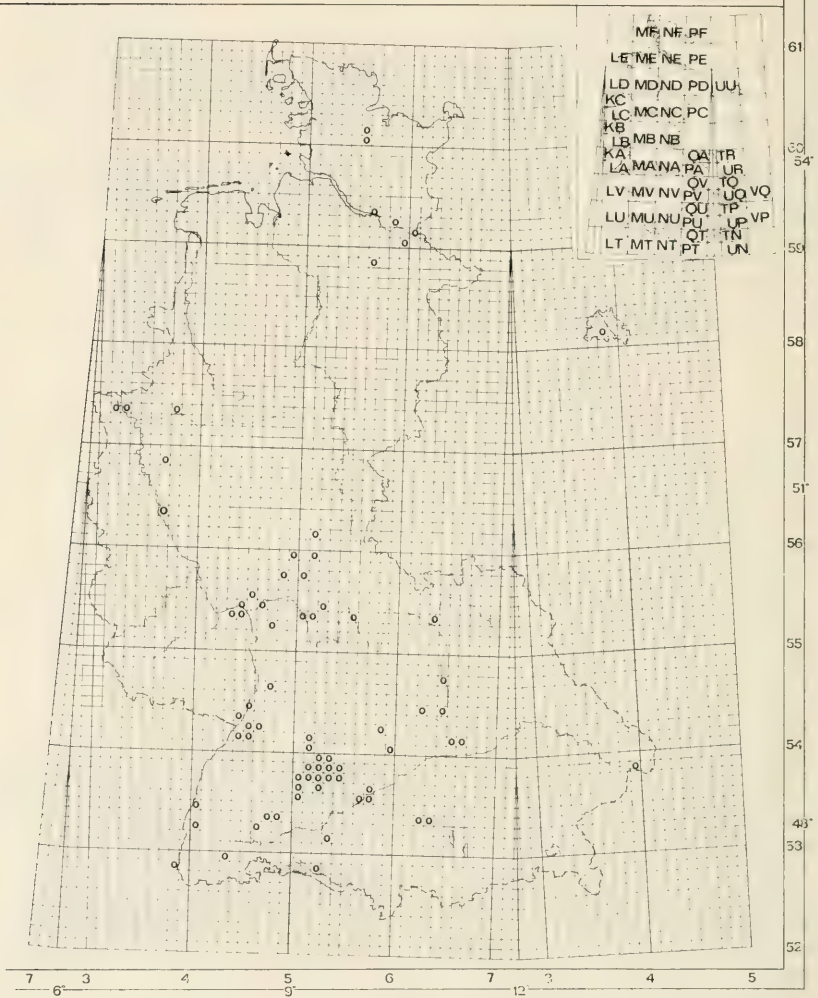 MF NF PF
61
LE ME NE PE
LD MD ND PD UU
KC
LC MC NC PC
KB
LB MB NB
60
KA QA TR
54°
LA MA NA PA UR
QV TQ
LV MV NV PV UQ VQ
QU TP
LU MU NU PU UP VP
QT TN
LT MT NT PT UN
59
58
57
51°
56
55
54
48°
53
52
7 3 4 5 6 7 3 4 5
6° 9° 12